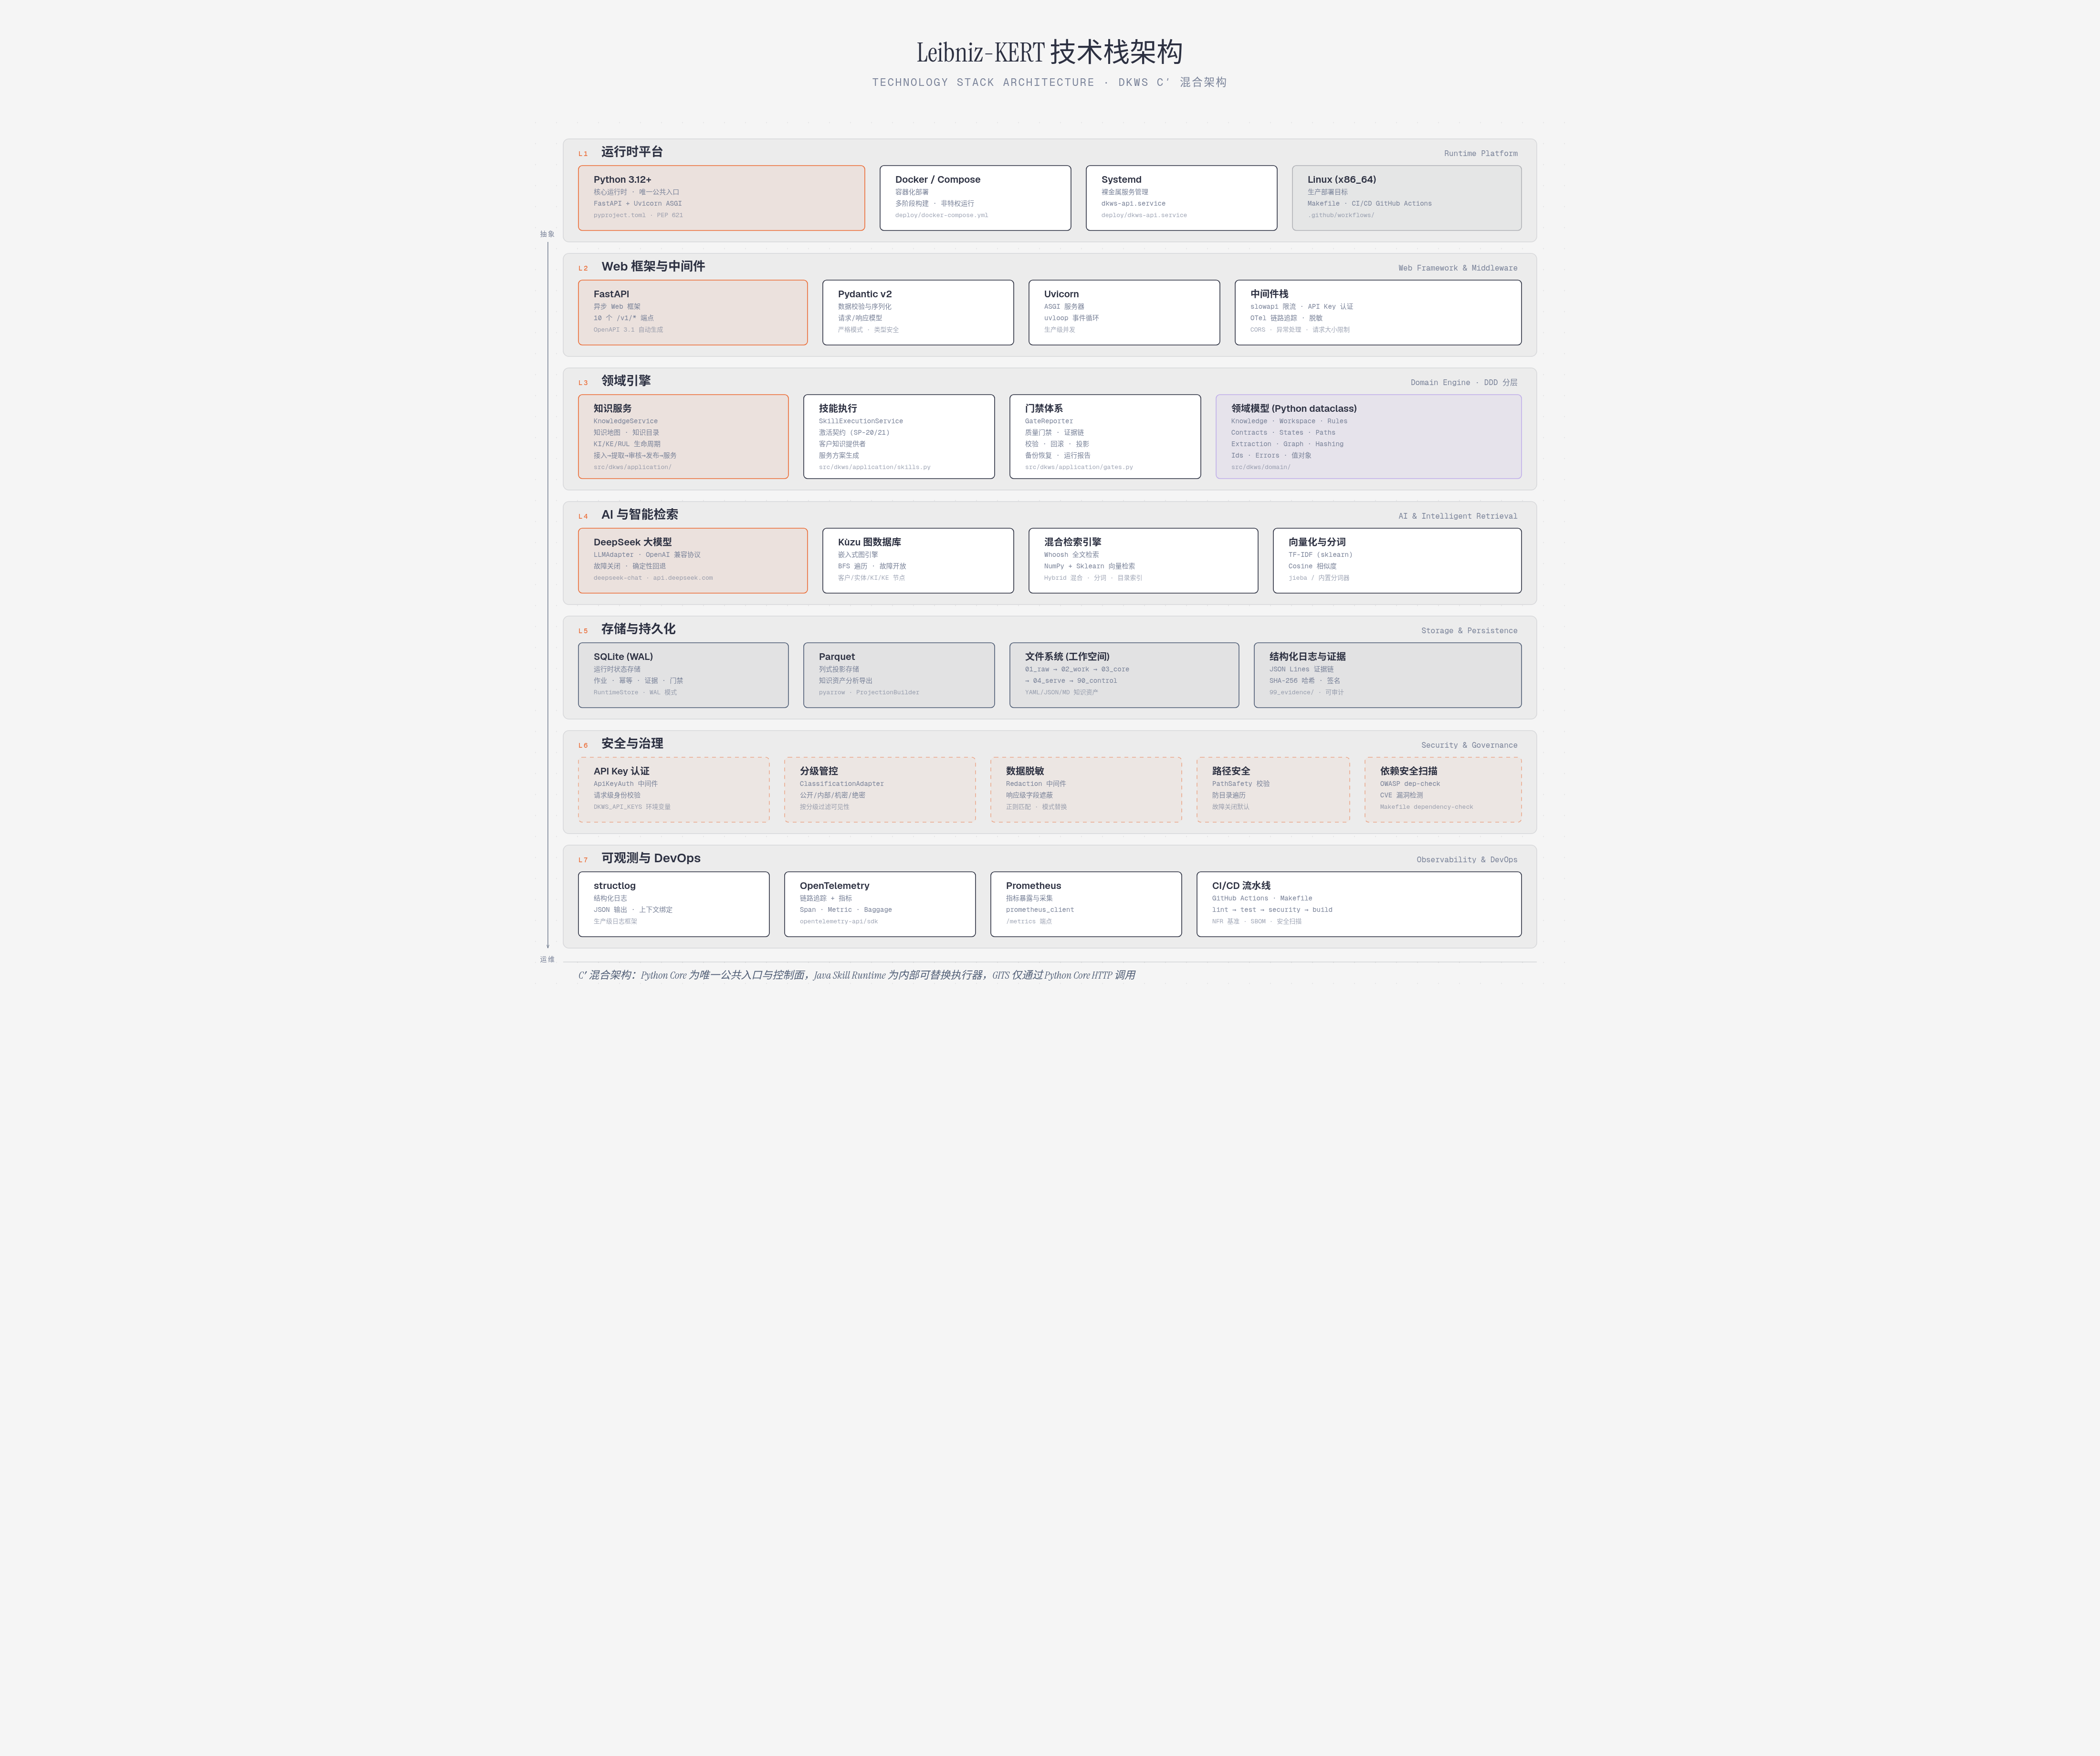 Leibniz-KERT 技术栈架构
TECHNOLOGY STACK ARCHITECTURE · DKWS C′ 混合架构
L1 运行时平台 Runtime Platform
Python 3.12+
核心运行时 · 唯一公共入口
FastAPI + Uvicorn ASGI
pyproject.toml · PEP 621
Docker / Compose
容器化部署
多阶段构建 · 非特权运行
deploy/docker-compose.yml
Systemd
裸金属服务管理
dkws-api.service
deploy/dkws-api.service
Linux (x86_64)
生产部署目标
Makefile · CI/CD GitHub Actions
.github/workflows/
抽象
L2 Web 框架与中间件 Web Framework & Middleware
FastAPI
异步 Web 框架
10 个 /v1/* 端点
OpenAPI 3.1 自动生成
Pydantic v2
数据校验与序列化
请求/响应模型
严格模式 · 类型安全
Uvicorn
ASGI 服务器
uvloop 事件循环
生产级并发
中间件栈
slowapi 限流 · API Key 认证
OTel 链路追踪 · 脱敏
CORS · 异常处理 · 请求大小限制
L3 领域引擎 Domain Engine · DDD 分层
知识服务
KnowledgeService
知识地图 · 知识目录
KI/KE/RUL 生命周期
接入→提取→审核→发布→服务
src/dkws/application/
技能执行
SkillExecutionService
激活契约 (SP-20/21)
客户知识提供者
服务方案生成
src/dkws/application/skills.py
门禁体系
GateReporter
质量门禁 · 证据链
校验 · 回滚 · 投影
备份恢复 · 运行报告
src/dkws/application/gates.py
领域模型 (Python dataclass)
Knowledge · Workspace · Rules
Contracts · States · Paths
Extraction · Graph · Hashing
Ids · Errors · 值对象
src/dkws/domain/
L4 AI 与智能检索 AI & Intelligent Retrieval
DeepSeek 大模型
LLMAdapter · OpenAI 兼容协议
故障关闭 · 确定性回退
deepseek-chat · api.deepseek.com
Kùzu 图数据库
嵌入式图引擎
BFS 遍历 · 故障开放
客户/实体/KI/KE 节点
混合检索引擎
Whoosh 全文检索
NumPy + Sklearn 向量检索
Hybrid 混合 · 分词 · 目录索引
向量化与分词
TF-IDF (sklearn)
Cosine 相似度
jieba / 内置分词器
L5 存储与持久化 Storage & Persistence
SQLite (WAL)
运行时状态存储
作业 · 幂等 · 证据 · 门禁
RuntimeStore · WAL 模式
Parquet
列式投影存储
知识资产分析导出
pyarrow · ProjectionBuilder
文件系统 (工作空间)
01_raw → 02_work → 03_core
→ 04_serve → 90_control
YAML/JSON/MD 知识资产
结构化日志与证据
JSON Lines 证据链
SHA-256 哈希 · 签名
90_evidence/ · 可审计
L6 安全与治理 Security & Governance
API Key 认证
ApiKeyAuth 中间件
请求级身份校验
DKWS_API_KEYS 环境变量
分级管控
ClassificationAdapter
公开/内部/机密/绝密
按分级过滤可见性
数据脱敏
Redaction 中间件
响应级字段遮蔽
正则匹配 · 模式替换
路径安全
PathSafety 校验
防目录遍历
故障关闭默认
依赖安全扫描
OWASP dep-check
CVE 漏洞检测
Makefile dependency-check
L7 可观测与 DevOps Observability & DevOps
structlog
结构化日志
JSON 输出 · 上下文绑定
生产级日志框架
OpenTelemetry
链路追踪 + 指标
Span · Metric · Baggage
opentelemetry-api/sdk
Prometheus
指标暴露与采集
prometheus_client
/metrics 端点
CI/CD 流水线
GitHub Actions · Makefile
lint → test → security → build
NFR 基准 · SBOM · 安全扫描
运维
C′ 混合架构：Python Core 为唯一公共入口与控制面，Java Skill Runtime 为内部可替换执行器，GITS 仅通过 Python Core HTTP 调用